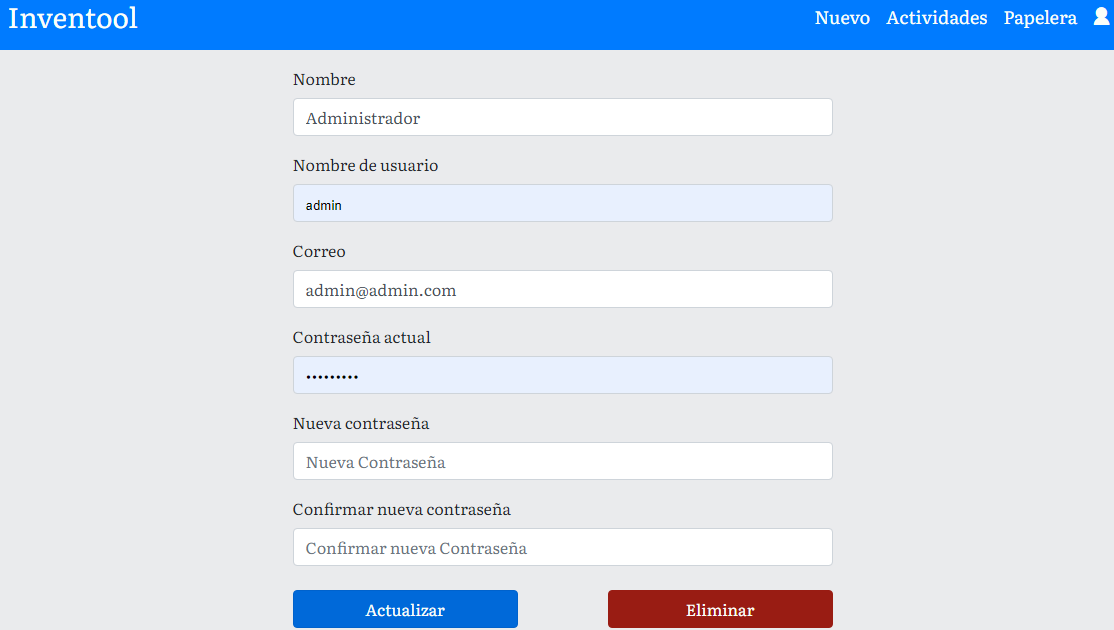 Inventool
Nuevo Actividades Papelera
Nombre
Administrador
Nombre de usuario
admin
Correo
admin@admin.com
Contraseña actual
•••••••••
Nueva contraseña
Nueva Contraseña
Confirmar nueva contraseña
Confirmar nueva Contraseña
Actualizar Eliminar